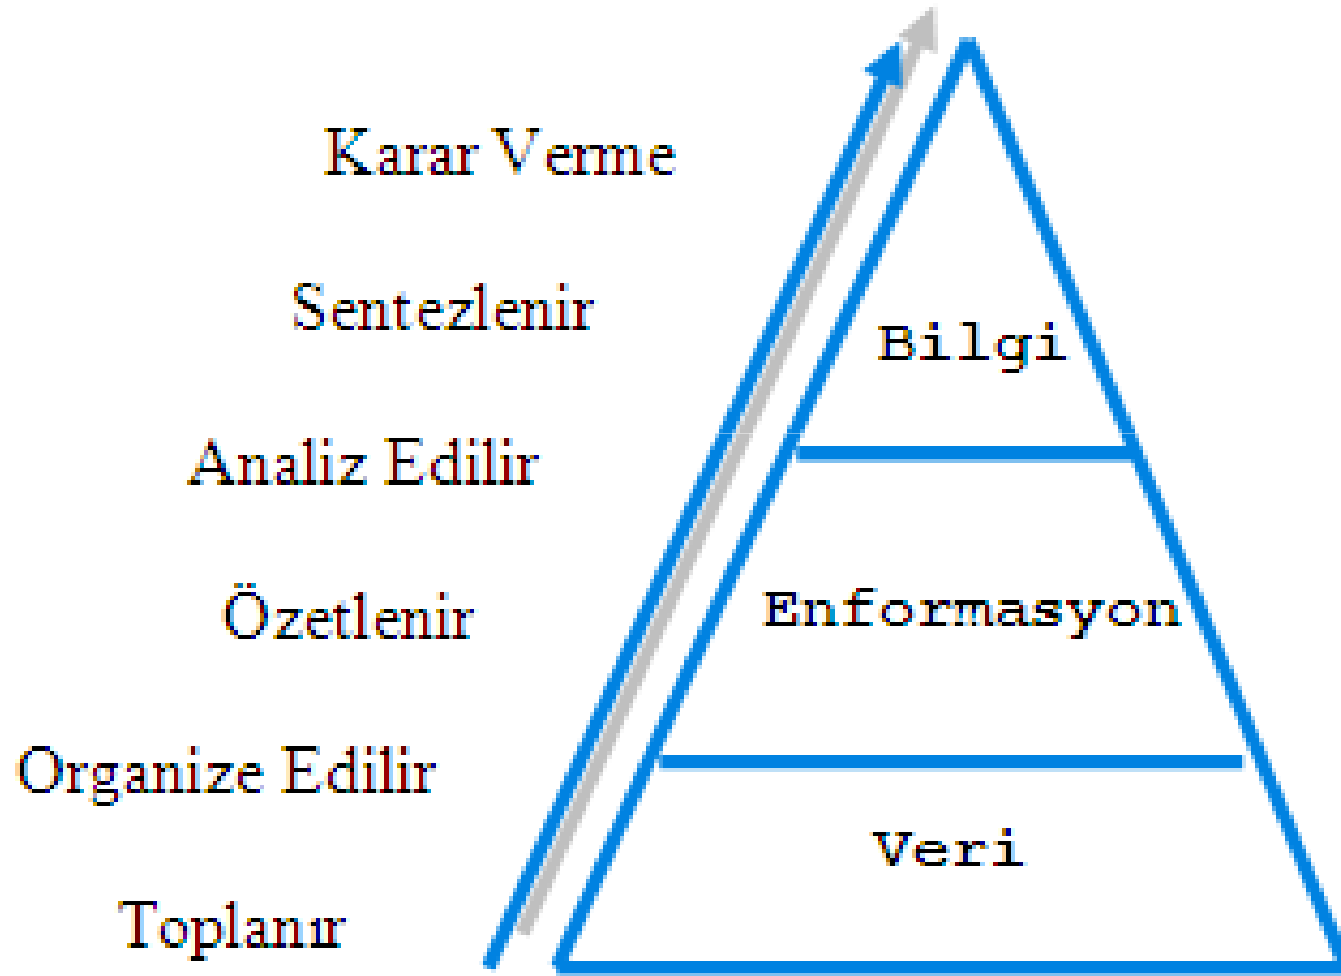 Karar Verme
Sentezlenir
Bilgi
Analiz Edilir
Özetlenir
Enformasyon
Organize Edilir
Veri
Toplanır